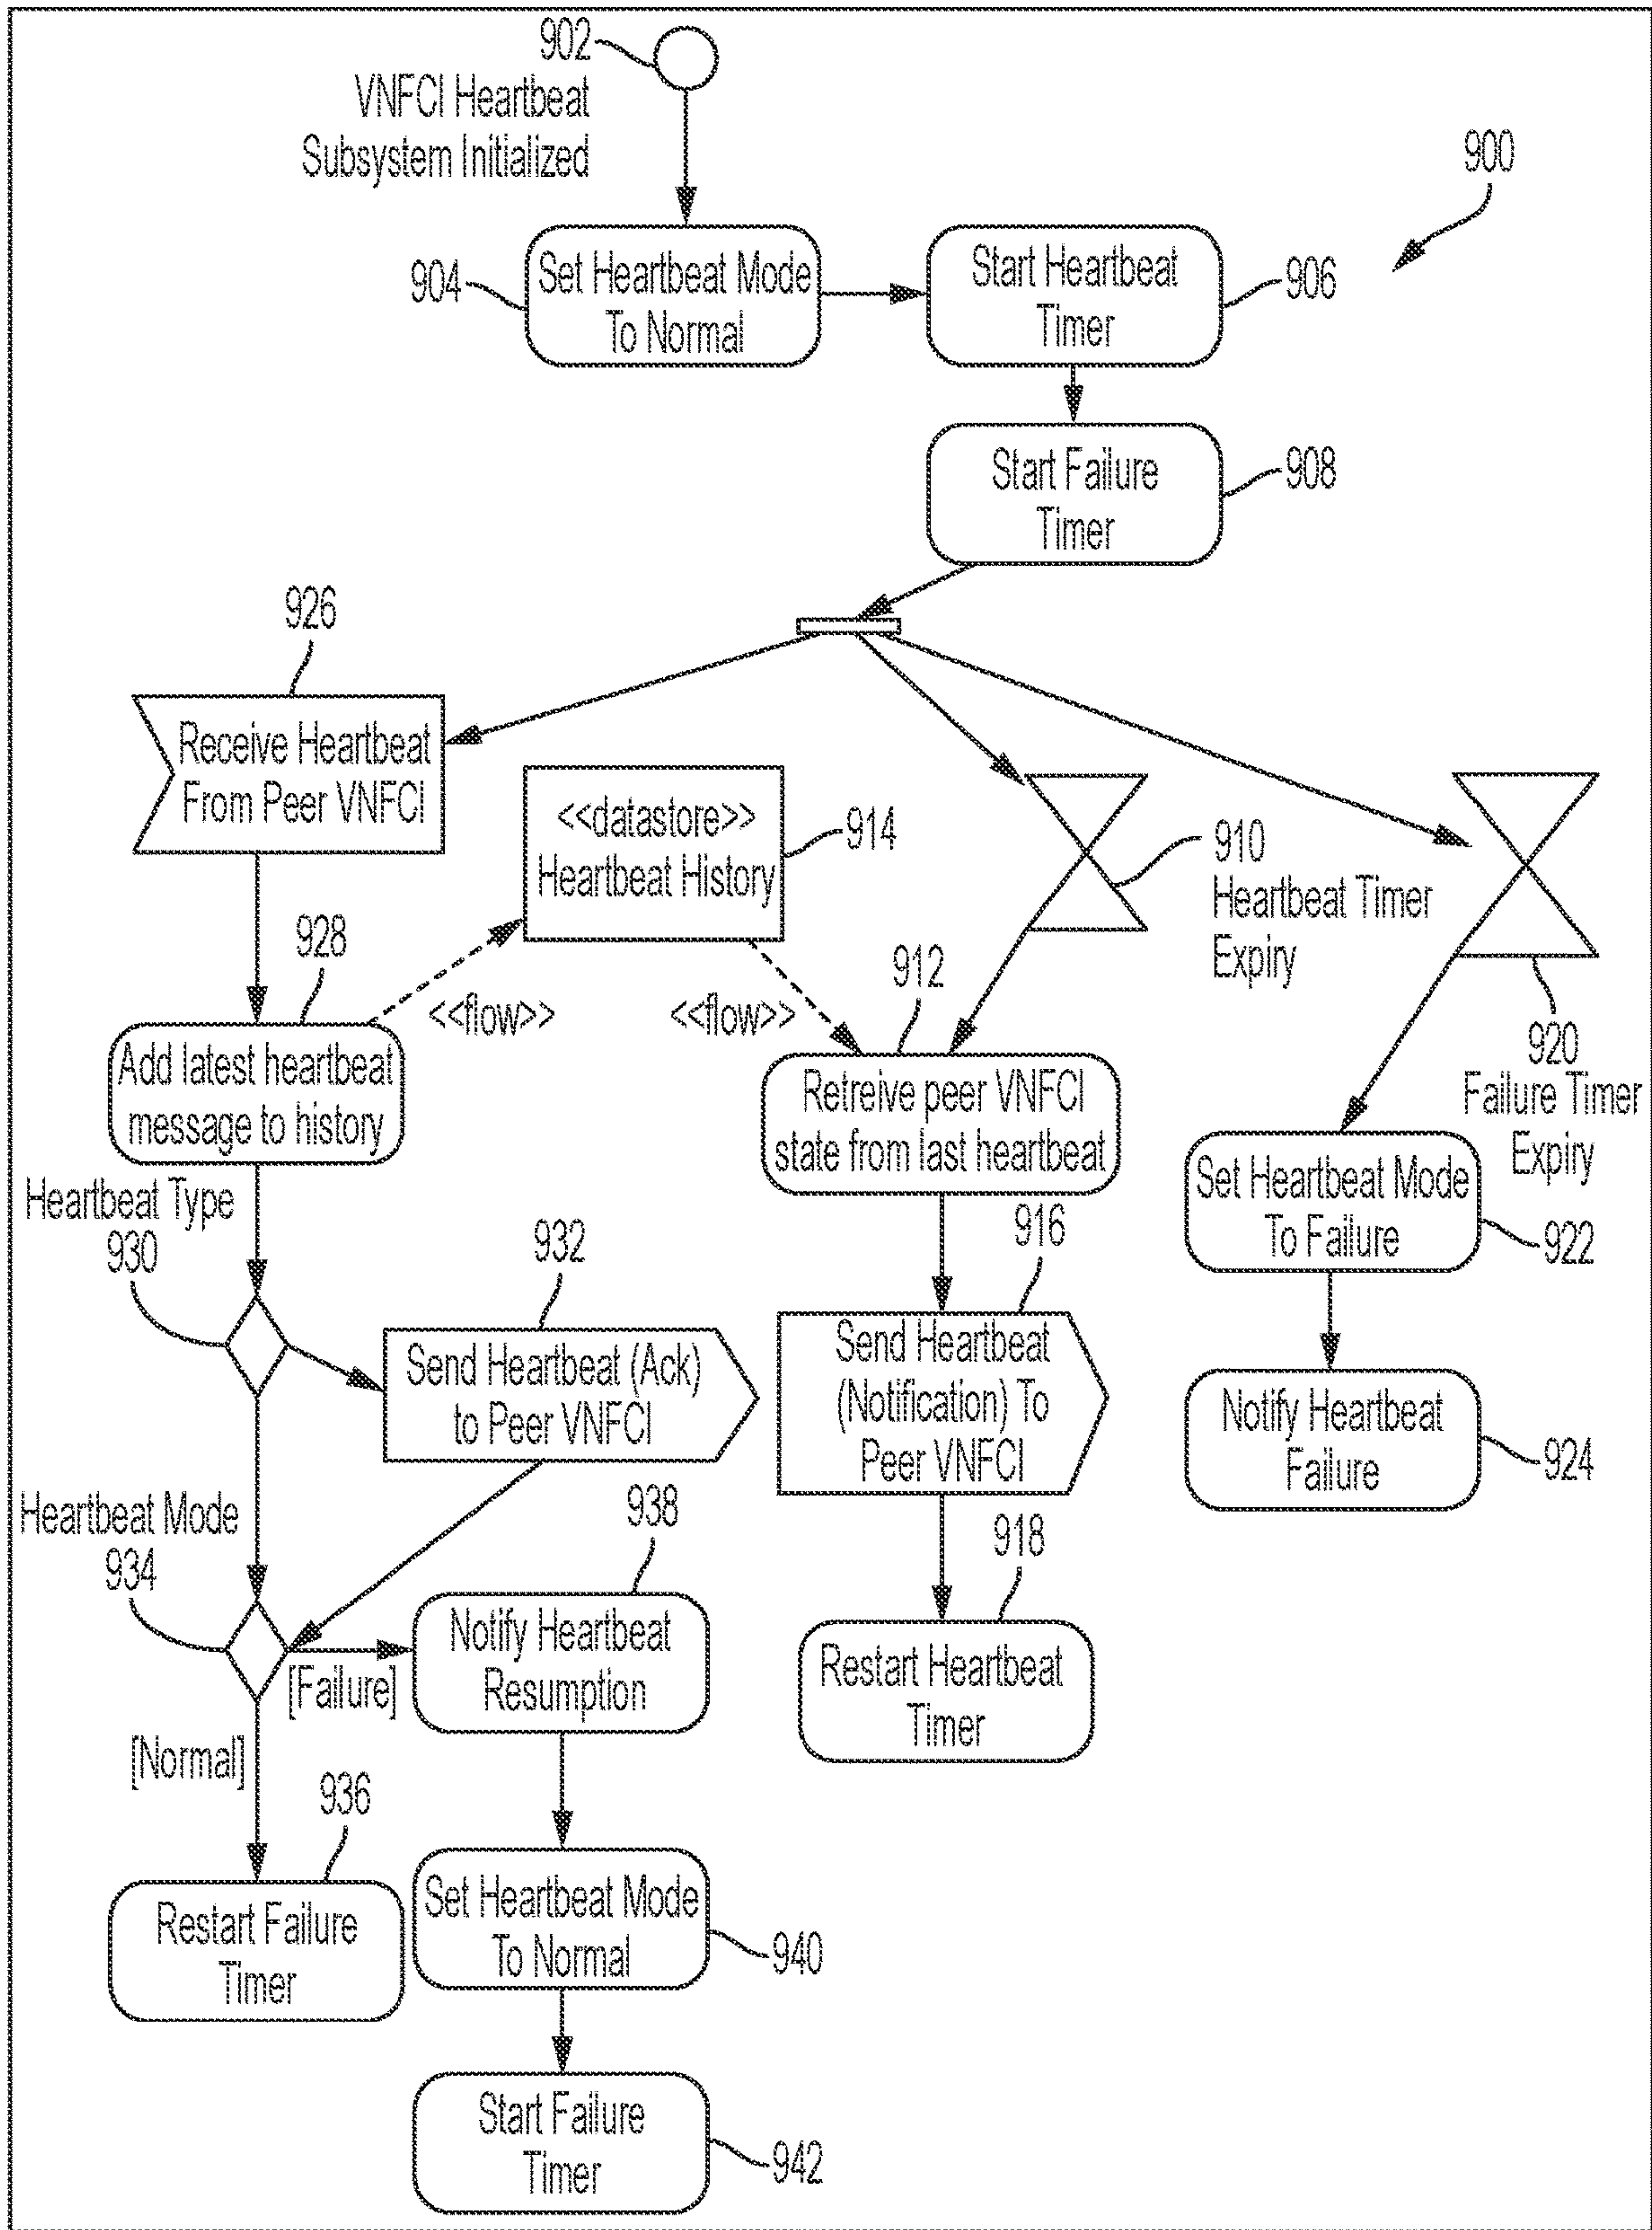 902
VNFCI Heartbeat
Subsystem Initialized
900
904
Set Heartbeat Mode
To Normal
Start Heartbeat
Timer
906
Start Failure
Timer
908
926
Receive Heartbeat
From Peer VNFCI
<<datastore>>
Heartbeat History
914
910
Heartbeat Timer
Expiry
928
<<flow>>
<<flow>>
912
920
Failure Timer
Expiry
Add latest heartbeat
message to history
Retreive peer VNFCI
state from last heartbeat
Set Heartbeat Mode
To Failure
922
Heartbeat Type
930
932
Send Heartbeat (Ack)
to Peer VNFCI
916
Send Heartbeat
(Notification) To
Peer VNFCI
Notify Heartbeat
Failure
924
Heartbeat Mode
934
938
Notify Heartbeat
Resumption
[Failure]
[Normal]
918
Restart Heartbeat
Timer
936
Restart Failure
Timer
Set Heartbeat Mode
To Normal
940
Start Failure
Timer
942